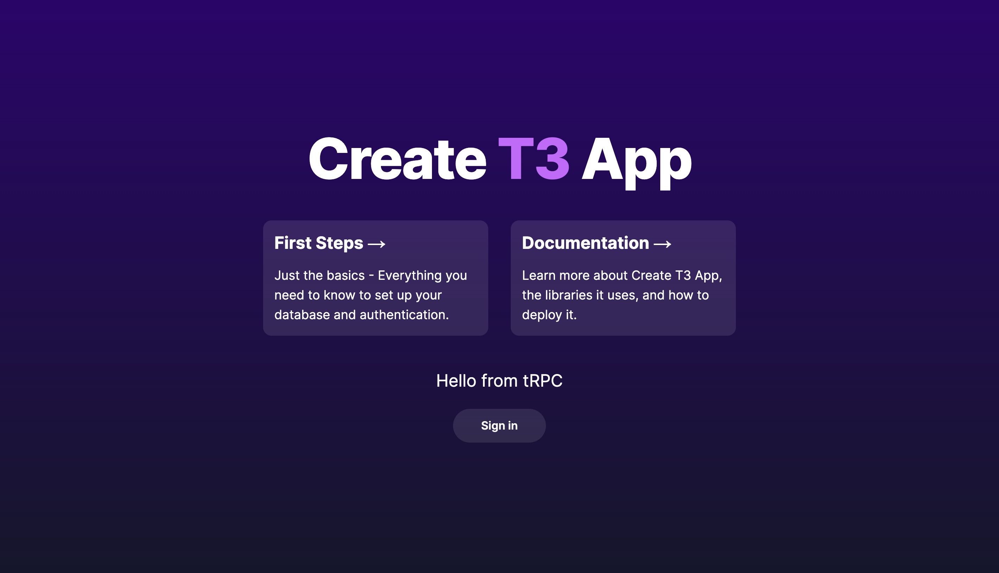 Create T3 App
First Steps →
Just the basics - Everything you
need to know to set up your
database and authentication.
Documentation →
Learn more about Create T3 App,
the libraries it uses, and how to
deploy it.
Hello from tRPC
Sign in